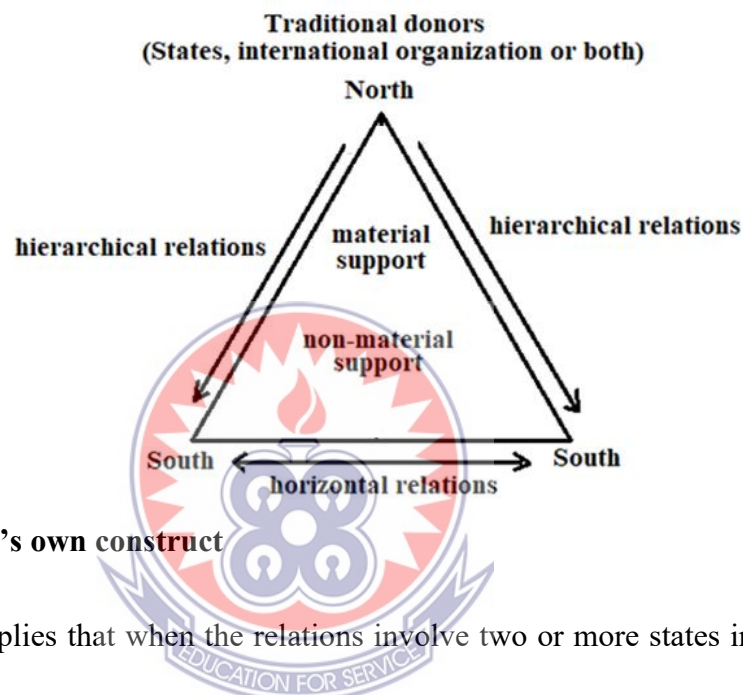 Traditional donors
(States, international organization or both)
North
hierarchical relations
hierarchical relations
material
support
non-material
support
South
South
horizontal relations
’s own construct
plies that when the relations involve two or more states i
EDUCATION FOR SERVICE